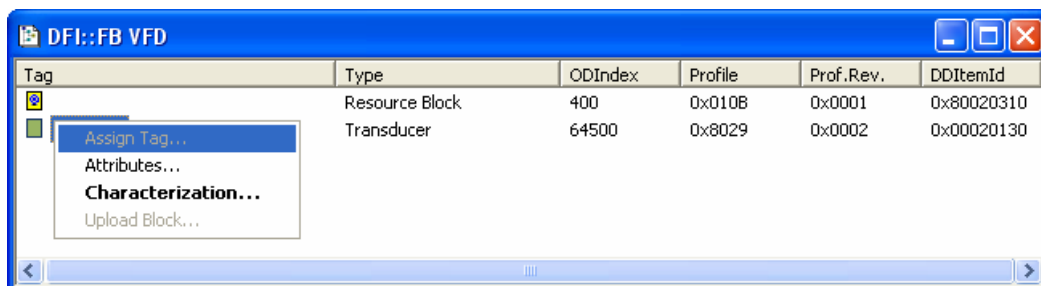 DFI::FB VFD
Tag Type ODIndex Profile Prof.Rev. DDItemId
Resource Block 400 0x010B 0x0001 0x80020310
Transducer 64500 0x8029 0x0002 0x00020130
Assign Tag...
Attributes...
Characterization...
Upload Block...